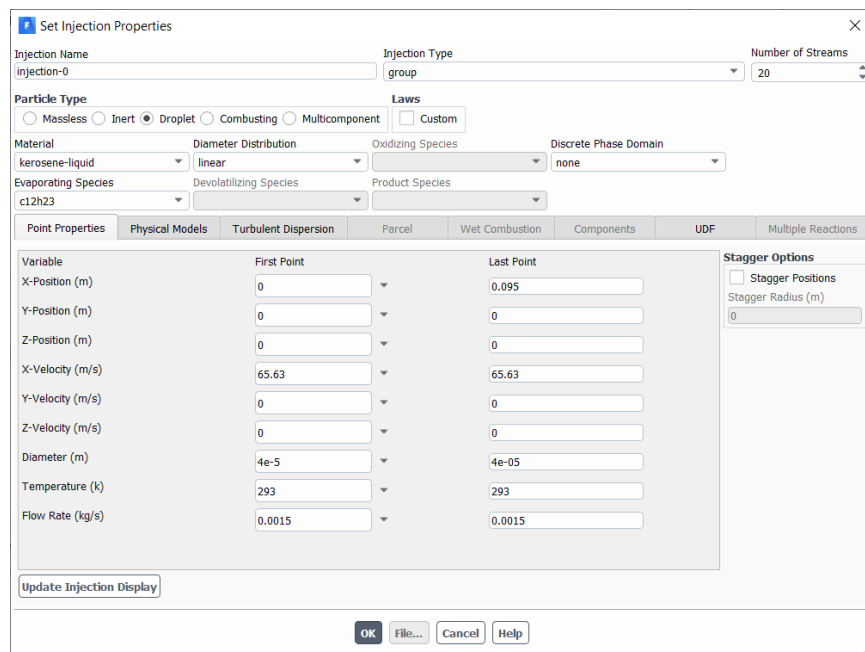 Set Injection Properties
Injection Name Injection Type Number of Streams
injection-0 group 20
Particle Type Laws
Massless Inert Droplet Combusting Multicomponent Custom
Material Diameter Distribution Oxidizing Species Discrete Phase Domain
kerosene-liquid linear none
Evaporating Species Devolatilizing Species Product Species
c12h23
Point Properties Physical Models Turbulent Dispersion Parcel Wet Combustion Components UDF Multiple Reactions
Variable First Point Last Point Stagger Options
X-Position (m) 0 0.095 Stagger Positions
Stagger Radius (m)
Y-Position (m) 0 0 0
Z-Position (m) 0 0
X-Velocity (m/s) 65.63 65.63
Y-Velocity (m/s) 0 0
Z-Velocity (m/s) 0 0
Diameter (m) 4e-5 4e-05
Temperature (k) 293 293
Flow Rate (kg/s) 0.0015 0.0015
Update Injection Display
OK File... Cancel Help